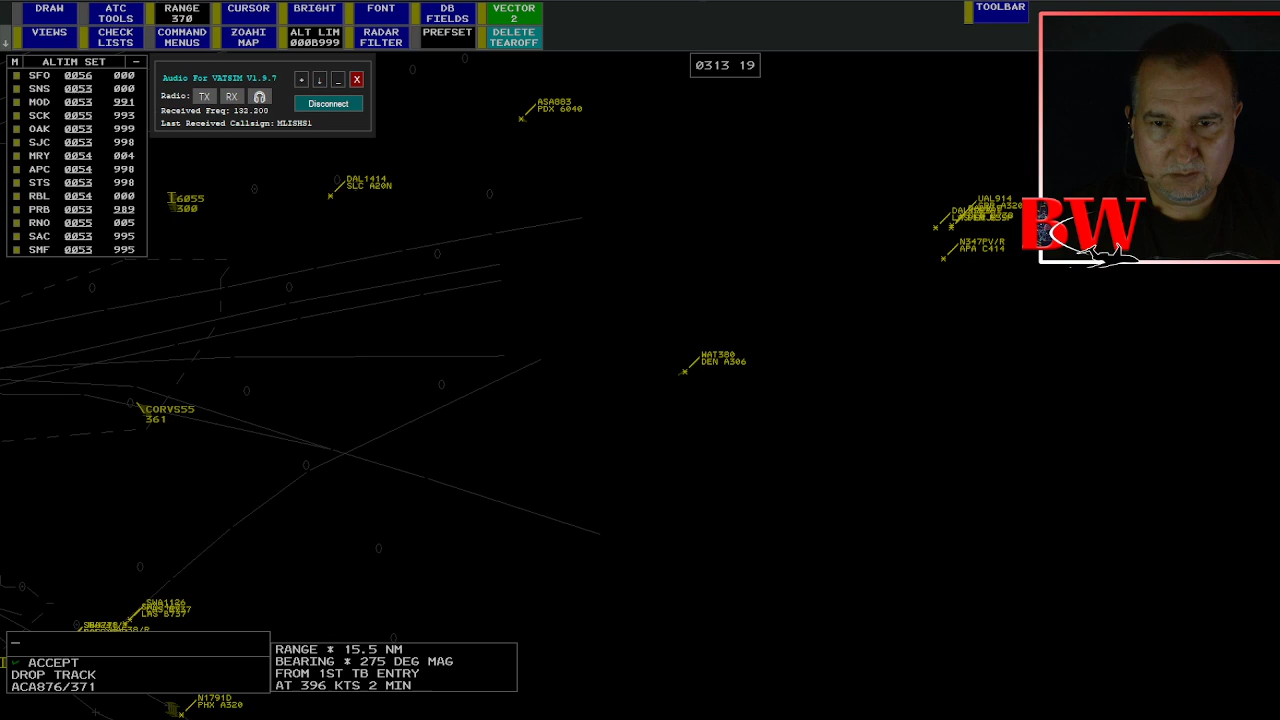 DRAW
ATC TOOLS
RANGE 370
CURSOR
BRIGHT
FONT
DB FIELDS
VECTOR 2
TOOLBAR
VIEWS
CHECK LISTS
COMMAND MENUS
ZOAHI MAP
ALT LIM 000B999
RADAR FILTER
PREFSET
DELETE TEAROFF
M ALTIM SET —
SFO 0056 000
SNS 0053 000
MOD 0053 991
SCK 0055 993
OAK 0053 999
SJC 0053 998
MRY 0054 004
APC 0054 998
STS 0053 998
RBL 0054 000
PRB 0053 989
RNO 0055 005
SAC 0053 995
SMF 0053 995
Audio For VATSIM V1.9.7
X
Radio: TX RX
Disconnect
Received Freq: 132.200
Last Received Callsign: MLISHS1
0313 19
ASA883
PDX 6040
DAL1414
SLC A20N
6055
300
UAL914
N347PV/R
APA C414
BW
WAT380
DEN A306
CORVS55
361
SWA1126
LAS B737
ACCEPT
DROP TRACK
ACA876/371
RANGE * 15.5 NM
BEARING * 275 DEG MAG
FROM 1ST TB ENTRY
AT 396 KTS 2 MIN
N1791D
PHX A320